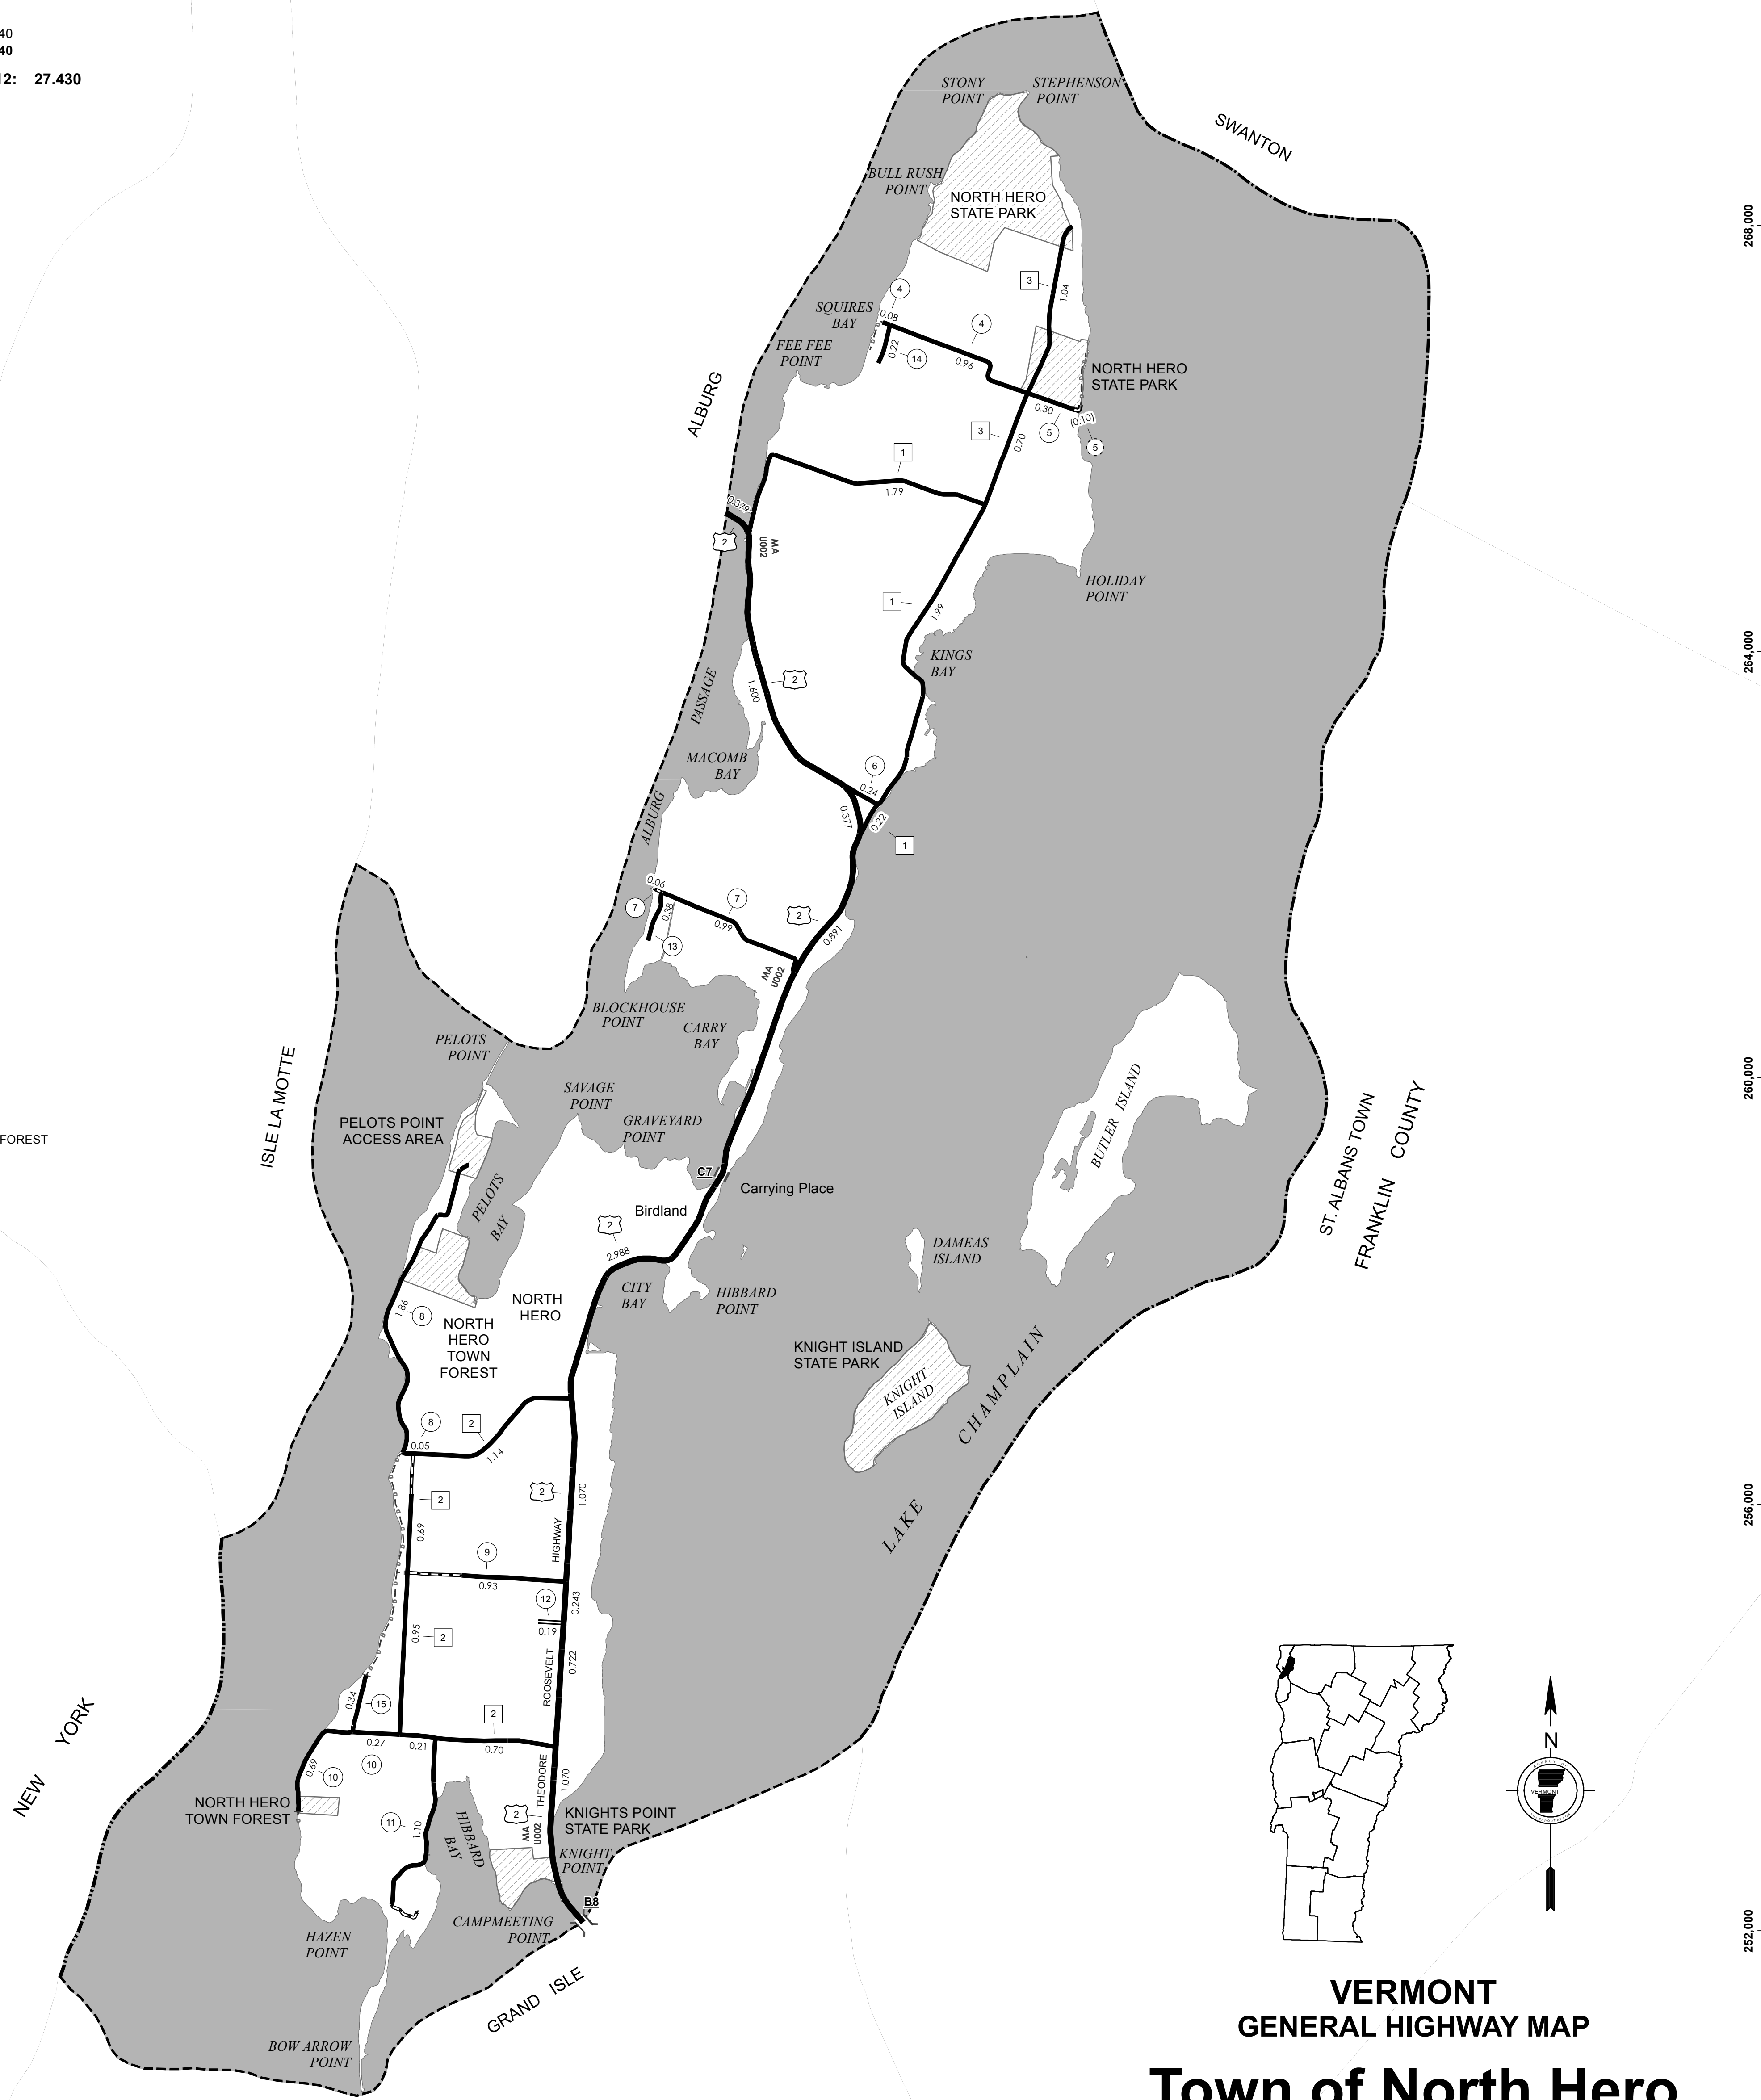 40
40
12: 27.430
STONY
POINT
STEPHENSON
POINT
SWANTON
BULL RUSH
POINT
NORTH HERO
STATE PARK
268,000
3
1.04
4
SQUIRES
BAY
0.08
4
FEE FEE
POINT
0.22
14
0.96
NORTH HERO
STATE PARK
ALBURG
0.30
(0.10)
5
5
3
0.70
1
1.79
0.379
2
MA
U002
HOLIDAY
POINT
1
1.99
KINGS
BAY
264,000
2
1.600
PASSAGE
MACOMB
BAY
6
0.24
ALBURG
0.377
0.22
1
0.06
7
7
0.38
0.99
13
2
0.891
MA
U002
BLOCKHOUSE
POINT
CARRY
BAY
PELOTS
POINT
ISLE LA MOTTE
SAVAGE
POINT
260,000
BUTLER ISLAND
PELOTS POINT
ACCESS AREA
GRAVEYARD
POINT
FOREST
ST. ALBANS TOWN
FRANKLIN COUNTY
C7
Carrying Place
PELOTS
BAY
Birdland
2
2.988
DAMEAS
ISLAND
CITY
BAY
HIBBARD
POINT
1.86
8
NORTH
HERO
NORTH
HERO
TOWN
FOREST
KNIGHT ISLAND
STATE PARK
KNIGHT
ISLAND
LAKE CHAMPLAIN
8
2
0.05
1.14
2
2
1.070
256,000
0.69
HIGHWAY
9
0.93
12
0.243
0.19
0.95
2
0.722
ROOSEVELT
0.34
15
2
NEW YORK
0.27
0.21
0.70
10
0.69
10
THEODORE
1.070
NORTH HERO
TOWN FOREST
11
1.10
HIBBARD
BAY
2
MA
U002
KNIGHTS POINT
STATE PARK
KNIGHT
POINT
B8
CAMPMEETING
POINT
HAZEN
POINT
GRAND ISLE
BOW ARROW
POINT
N
VERMONT
252,000
VERMONT
GENERAL HIGHWAY MAP
Town of North Hero